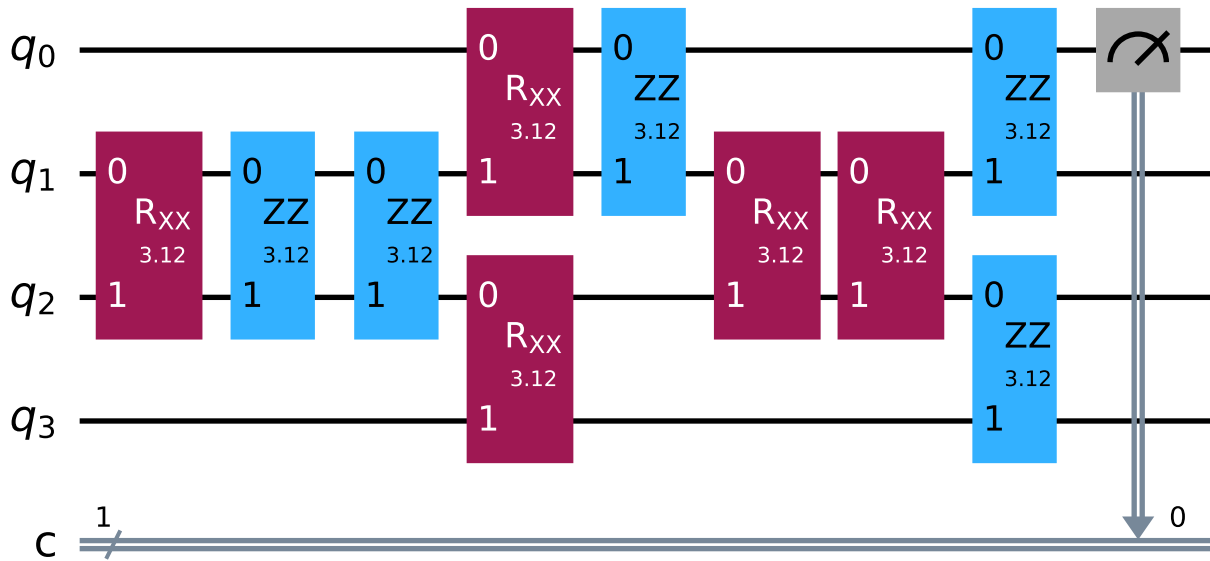 q0 0 0 0
RXX ZZ ZZ
3.12 3.12 3.12
q1 0 0 0 1 1 0 0 1
RXX ZZ ZZ RXX RXX
3.12 3.12 3.12 3.12 3.12
q2 1 1 1 0 1 1 0
RXX ZZ
3.12 3.12
q3 1 1
1 0
c